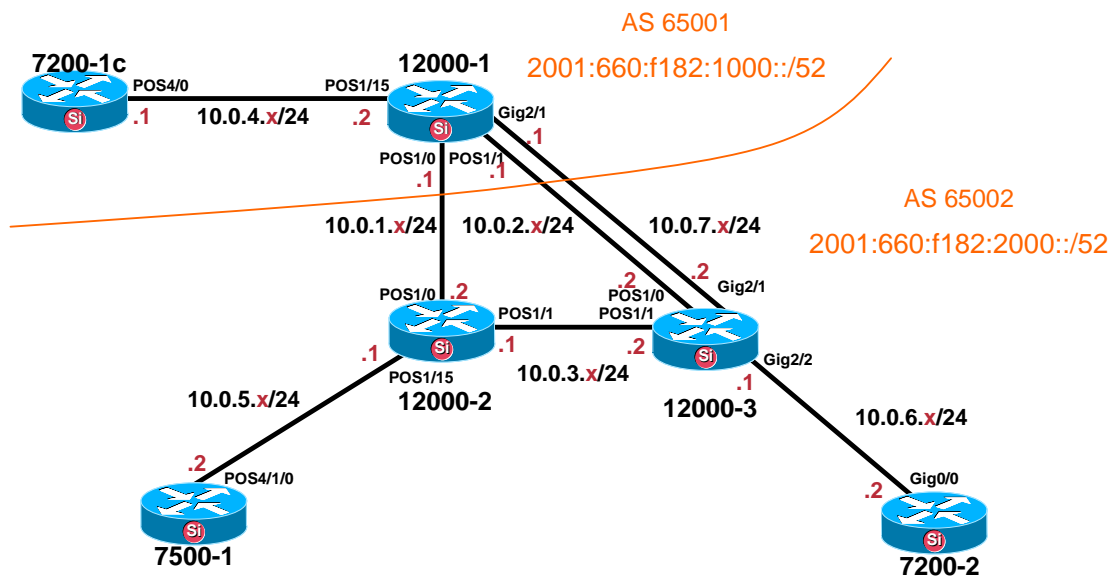 AS 65001
2001:660:f182:1000::/52
7200-1c
12000-1
POS4/0
POS1/15
Gig2/1
.1
10.0.4.x/24
.2
Si
Si
.1
POS1/0
POS1/1
.1
.1
AS 65002
2001:660:f182:2000::/52
10.0.1.x/24
10.0.2.x/24
10.0.7.x/24
.2
.2
Gig2/1
POS1/0
.2
POS1/0
POS1/1
POS1/1
Si
.1
.2
Si
Gig2/2
.1
10.0.3.x/24
.1
POS1/15
12000-2
12000-3
10.0.5.x/24
10.0.6.x/24
.2
POS4/1/0
Gig0/0
.2
Si
Si
7500-1
7200-2